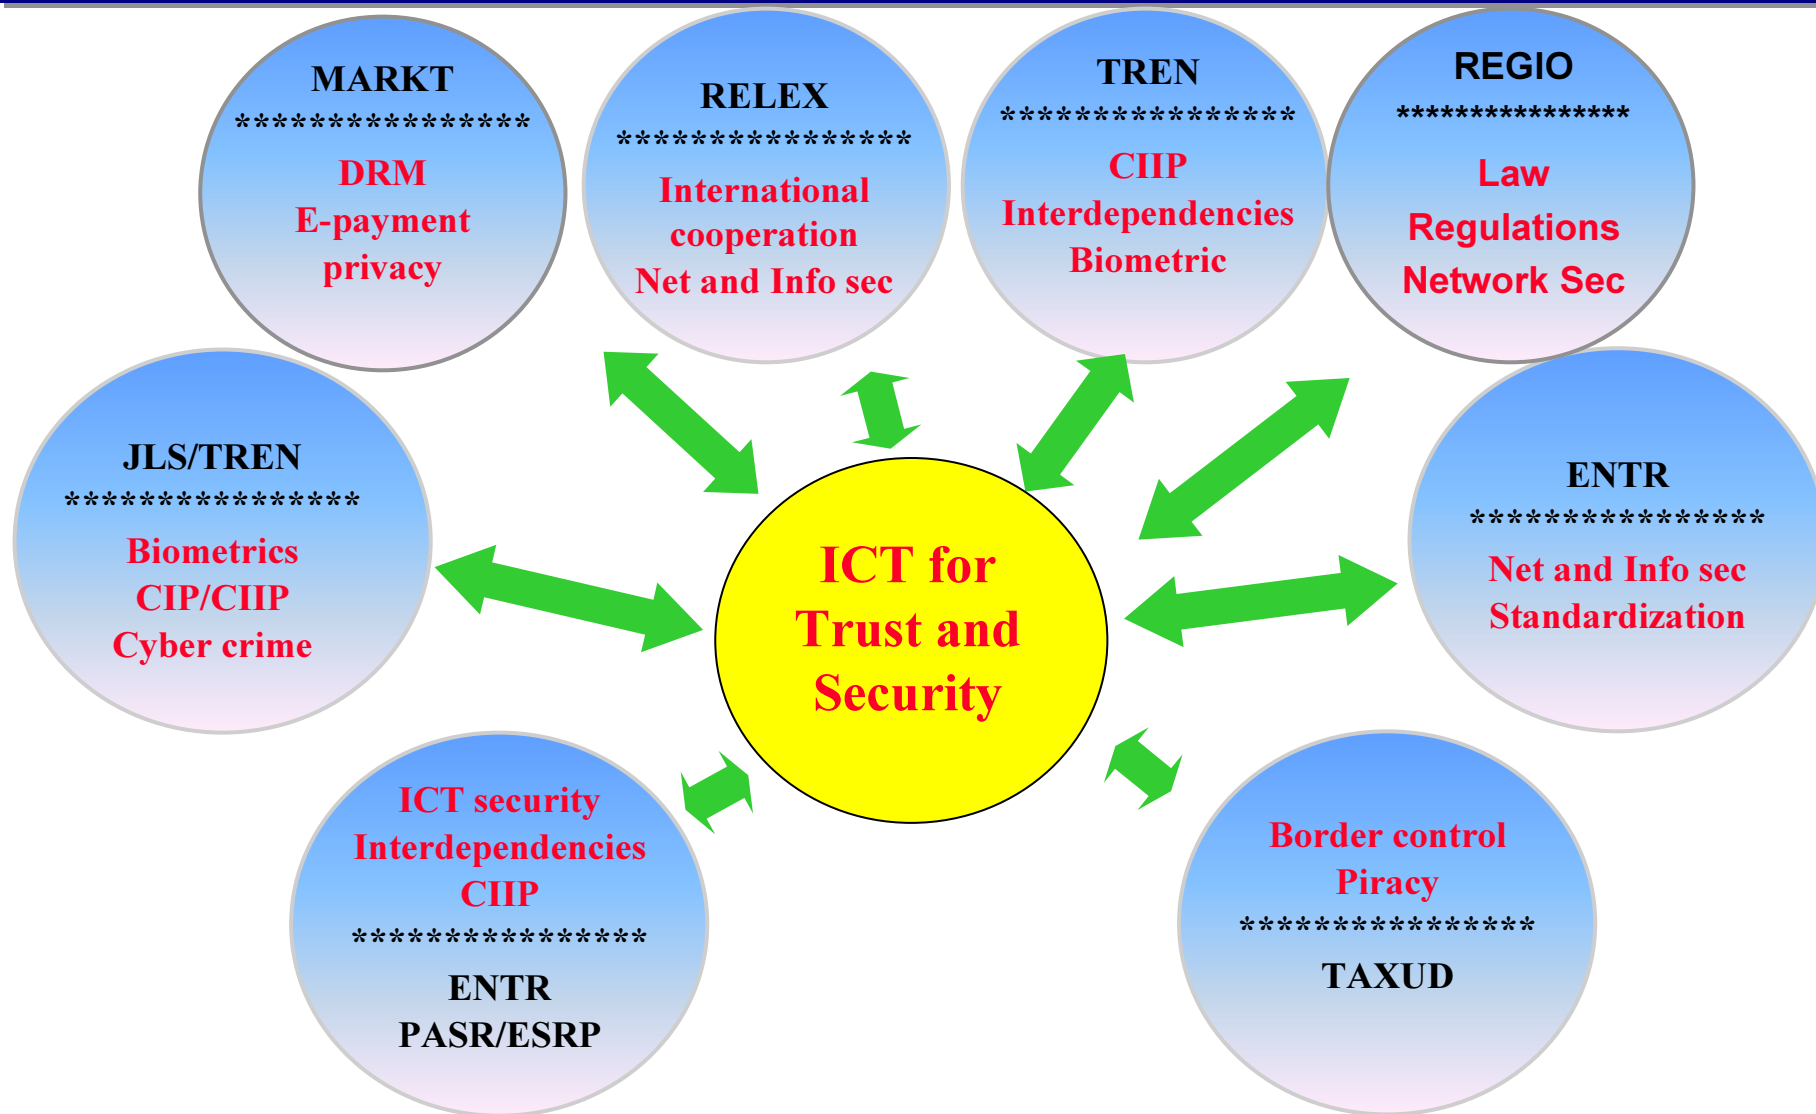 MARKT
****************
DRM
E-payment
privacy
RELEX
****************
International
cooperation
Net and Info sec
TREN
****************
CIIP
Interdependencies
Biometric
REGIO
****************
Law
Regulations
Network Sec
JLS/TREN
****************
Biometrics
CIP/CIIP
Cyber crime
ICT for
Trust and
Security
ENTR
****************
Net and Info sec
Standardization
ICT security
Interdependencies
CIIP
****************
ENTR
PASR/ESRP
Border control
Piracy
****************
TAXUD